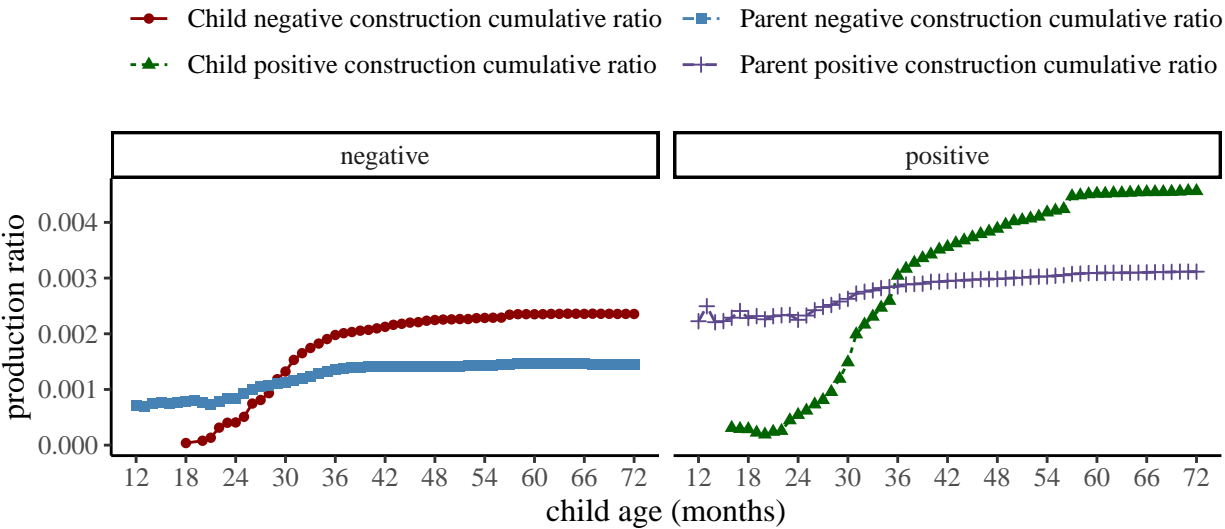 Child negative construction cumulative ratio Parent negative construction cumulative ratio
Child positive construction cumulative ratio Parent positive construction cumulative ratio
negative positive
production ratio
0.004
0.003
0.002
0.001
0.000
12 18 24 30 36 42 48 54 60 66 72 12 18 24 30 36 42 48 54 60 66 72
child age (months)